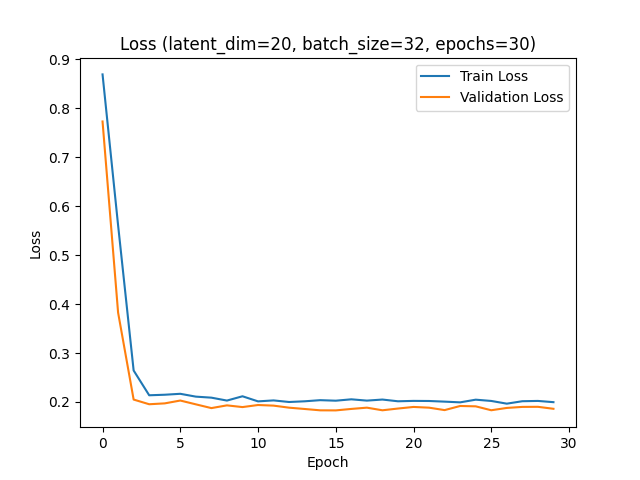 Loss (latent_dim=20, batch_size=32, epochs=30)
Train Loss
Validation Loss
0.9
0.8
0.7
0.6
0.5
0.4
0.3
0.2
Loss
0 5 10 15 20 25 30
Epoch